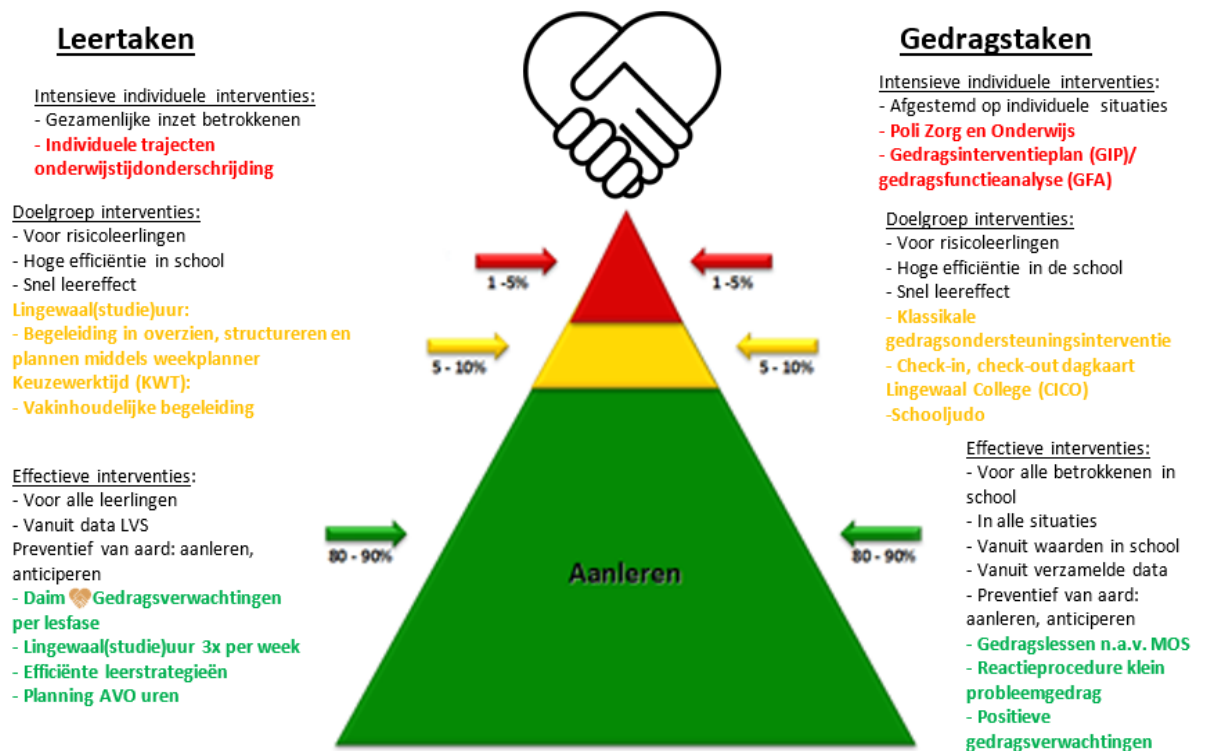 Leertaken
Intensieve individuele interventies:
- Gezamenlijke inzet betrokkenen
- Individuele trajecten
onderwijstijdonderschrijding
Doelgroep interventies:
- Voor risicoleerlingen
- Hoge efficiëntie in school
- Snel leereffect
Lingewaal(studie)uur:
- Begeleiding in overzien, structureren en
plannen middels weekplanner
Keuzewerktijd (KWT):
- Vakinhoudelijke begeleiding
Effectieve interventies:
- Voor alle leerlingen
- Vanuit data LVS
Preventief van aard: aanleren,
anticiperen
- Daim Gedragsverwachtingen
per lesfase
- Lingewaal(studie)uur 3x per week
- Efficiënte leerstrategieën
- Planning AVO uren
1 -5%
5 - 10%
80 - 90%
Aanleren
1 -5%
5 - 10%
80 - 90%
Gedragstaken
Intensieve individuele interventies:
- Afgestemd op individuele situaties
- Poli Zorg en Onderwijs
- Gedragsinterventieplan (GIP)/
gedragsfunctieanalyse (GFA)
Doelgroep interventies:
- Voor risicoleerlingen
- Hoge efficiëntie in de school
- Snel leereffect
- Klassikale
gedragsondersteuningsinterventie
- Check-in, check-out dagkaart
Lingewaal College (CICO)
-Schooljudo
Effectieve interventies:
- Voor alle betrokkenen in
school
- In alle situaties
- Vanuit waarden in school
- Vanuit verzamelde data
- Preventief van aard:
aanleren, anticiperen
- Gedragslessen n.a.v. MOS
- Reactieprocedure klein
probleemgedrag
- Positieve
gedragsverwachtingen